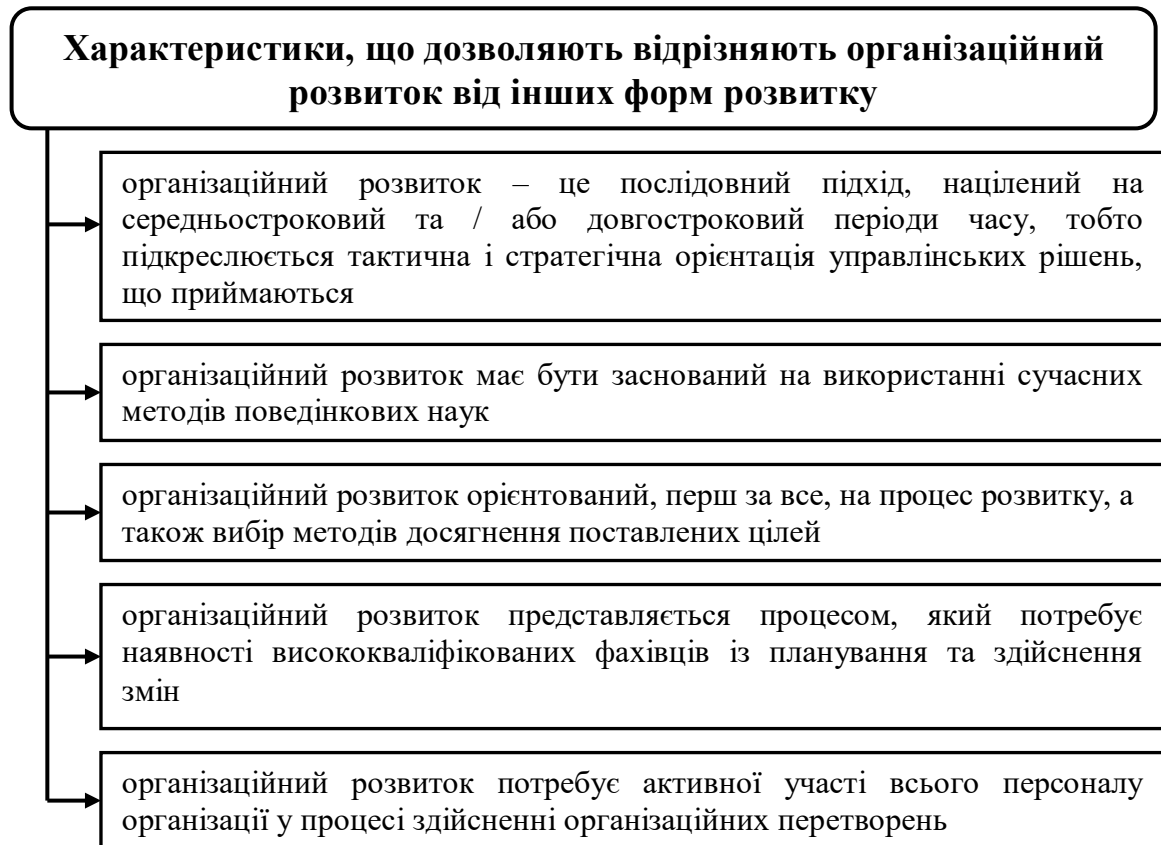 Характеристики, що дозволяють відрізняють організаційний
розвиток від інших форм розвитку
організаційний розвиток – це послідовний підхід, націлений на
середньостроковий та / або довгостроковий періоди часу, тобто
підкреслюється тактична і стратегічна орієнтація управлінських рішень,
що приймаються
організаційний розвиток має бути заснований на використанні сучасних
методів поведінкових наук
організаційний розвиток орієнтований, перш за все, на процес розвитку, а
також вибір методів досягнення поставлених цілей
організаційний розвиток представляється процесом, який потребує
наявності висококваліфікованих фахівців із планування та здійснення
змін
організаційний розвиток потребує активної участі всього персоналу
організації у процесі здійсненні організаційних перетворень